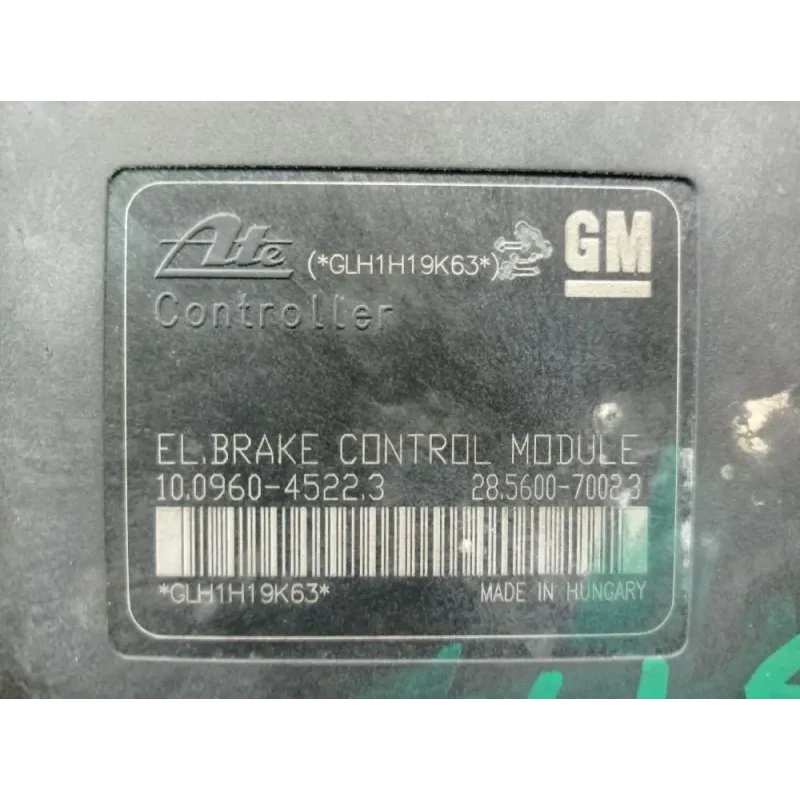 Ate (*GLH1H19K63*) GM
Controller
EL.BRAKE CONTROL MODULE
10.0960-4522.3 28.5600-7002.3
*GLH1H19K63* MADE IN HUNGARY